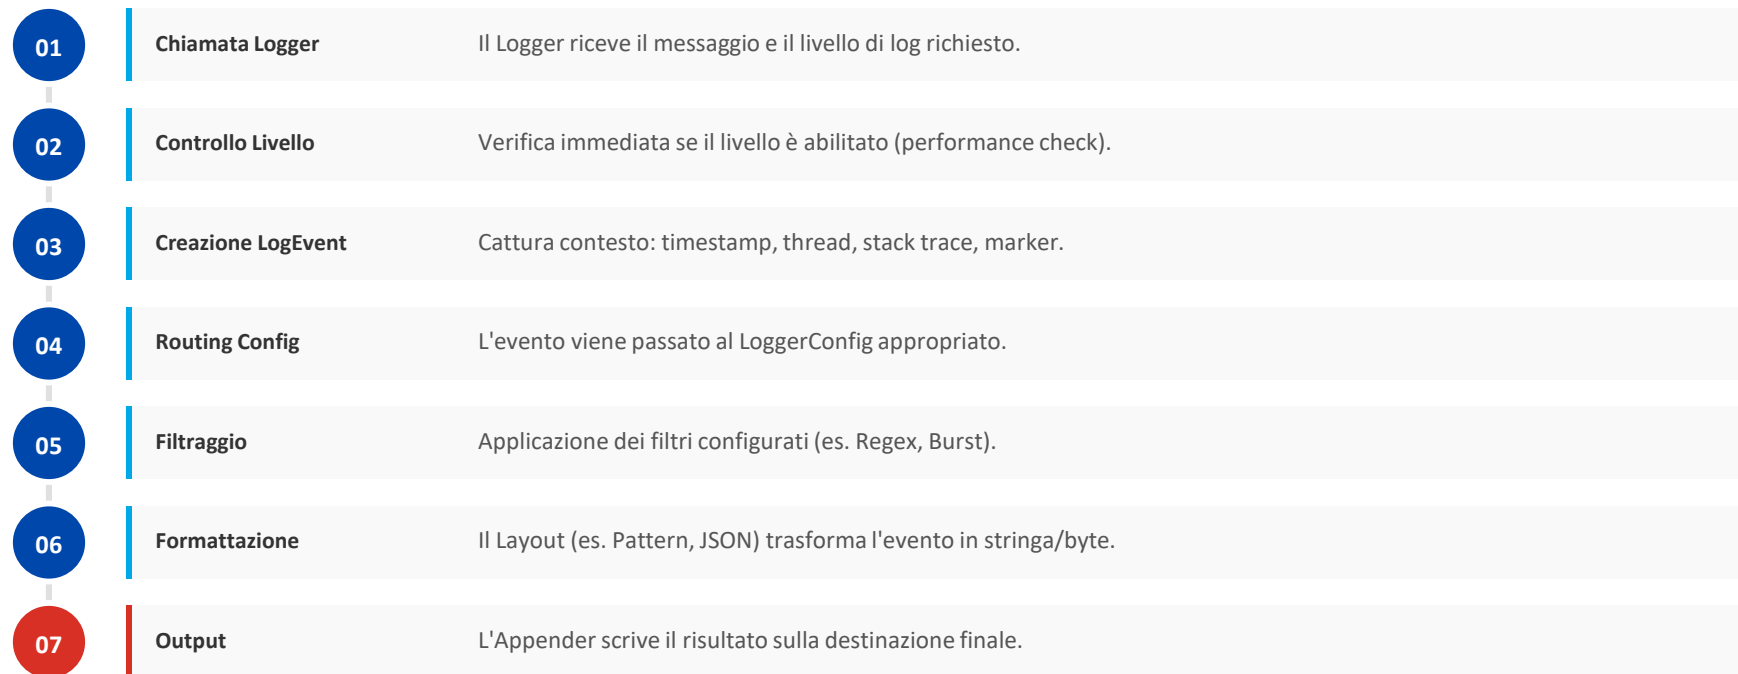 01 Chiamata Logger Il Logger riceve il messaggio e il livello di log richiesto.
02 Controllo Livello Verifica immediata se il livello è abilitato (performance check).
03 Creazione LogEvent Cattura contesto: timestamp, thread, stack trace, marker.
04 Routing Config L'evento viene passato al LoggerConfig appropriato.
05 Filtraggio Applicazione dei filtri configurati (es. Regex, Burst).
06 Formattazione Il Layout (es. Pattern, JSON) trasforma l'evento in stringa/byte.
07 Output L'Appender scrive il risultato sulla destinazione finale.